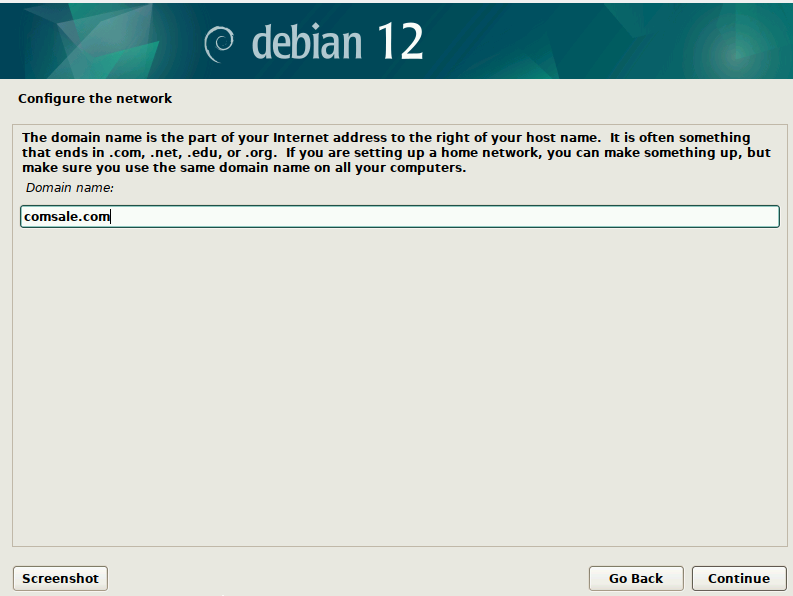 debian 12
Configure the network
The domain name is the part of your Internet address to the right of your host name.  It is often something
that ends in .com, .net, .edu, or .org.  If you are setting up a home network, you can make something up, but
make sure you use the same domain name on all your computers.
Domain name:
comsale.com
Screenshot
Go Back
Continue